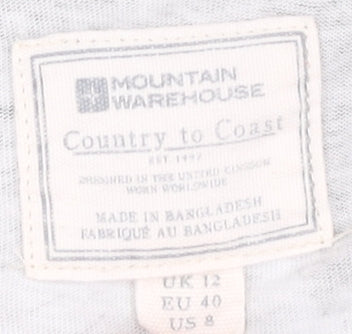 MOUNTAIN
WAREHOUSE
Country to Coast
EST. 1997
DESIGNED IN THE UNITED KINGDOM
WORN WORLDWIDE
MADE IN BANGLADESH
FABRIQUÉ AU BANGLADESH
UK 12
EU 40
US 8